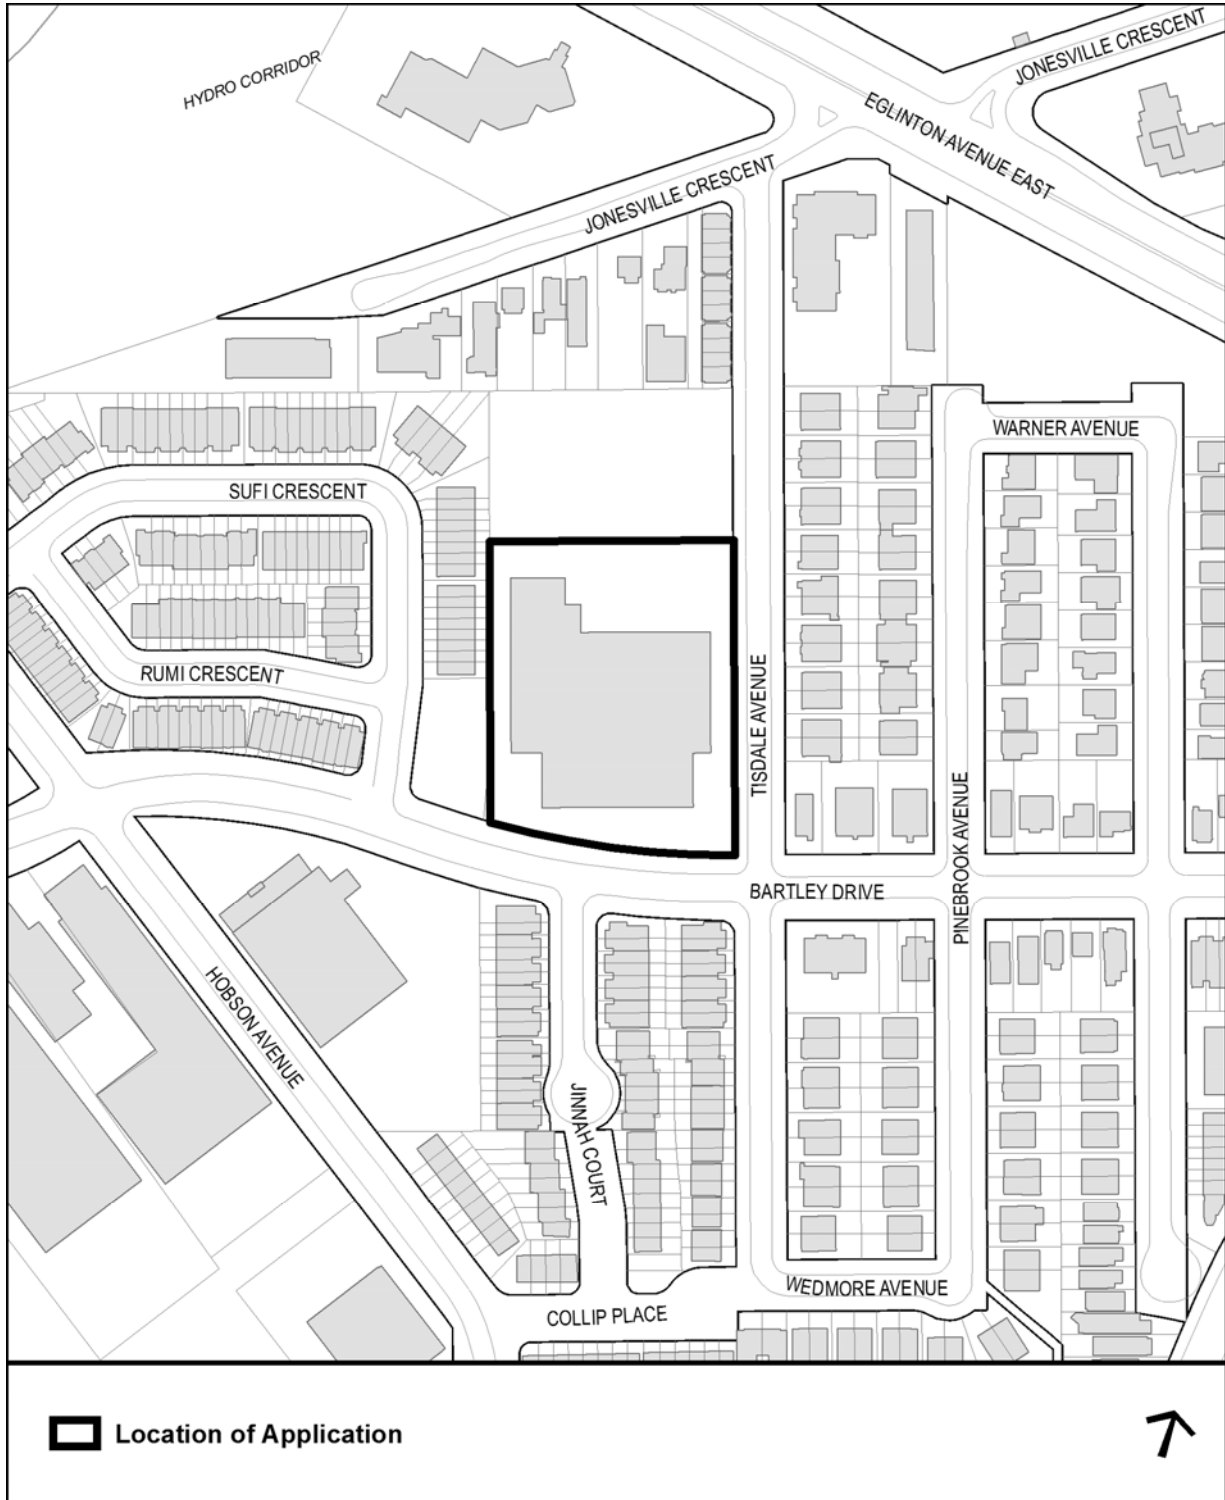 JONESVILLE CRESCENT
HYDRO CORRIDOR
EGLINTON AVENUE EAST
JONESVILLE CRESCENT
WARNER AVENUE
SUFI CRESCENT
RUMI CRESCENT
TISDALE AVENUE
PINEBROOK AVENUE
BARTLEY DRIVE
HOBSON AVENUE
JINNAH COURT
WEDMORE AVENUE
COLLIP PLACE
Location of Application